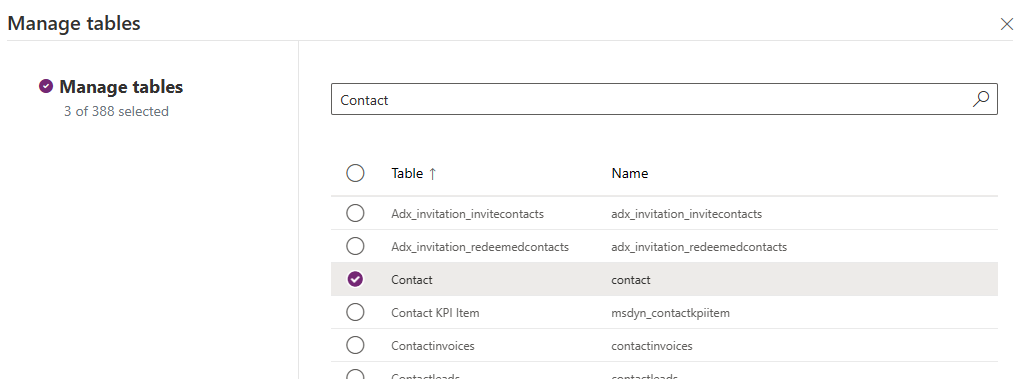 Manage tables
Manage tables
3 of 388 selected
Contact
Table ↑ Name
Adx_invitation_invitecontacts adx_invitation_invitecontacts
Adx_invitation_redeemedcontacts adx_invitation_redeemedcontacts
Contact contact
Contact KPI Item msdyn_contactkpiitem
Contactinvoices contactinvoices
Contactleads contactleads